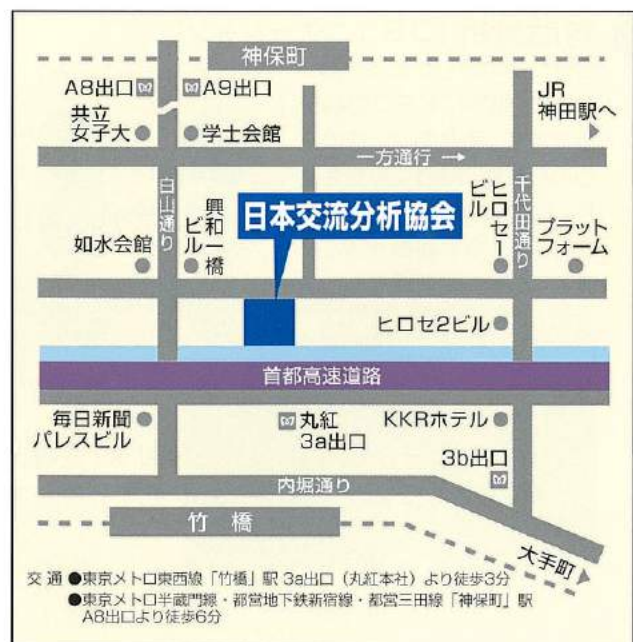 神保町
A8出口
A9出口
JR
神田駅へ
共立
女子大
学士会館
一方通行 →
白山通り
千代田通り
ヒロセ1
ビル
日本交流分析協会
興和一橋
ビル
如水会館
プラット
フォーム
ヒロセ2ビル
首都高速道路
毎日新聞
パレスビル
丸紅
3a出口
KKRホテル
3b出口
内堀通り
竹橋
大手町
交通 ●東京メトロ東西線「竹橋」駅 3a出口(丸紅本社)より徒歩3分
●東京メトロ半蔵門線・都営地下鉄新宿線・都営三田線「神保町」駅
A8出口より徒歩6分